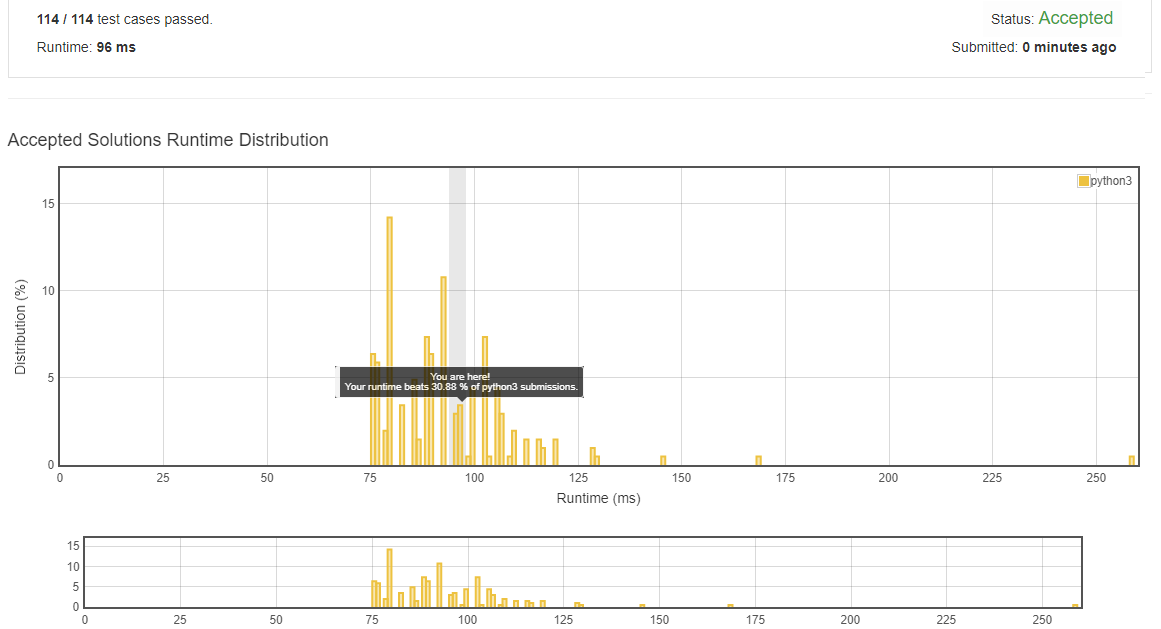 114 / 114 test cases passed.
Status: Accepted
Runtime: 96 ms
Submitted: 0 minutes ago
Accepted Solutions Runtime Distribution
python3
15
10
5
0
Distribution (%)
You are here!
Your runtime beats 30.88 % of python3 submissions.
0 25 50 75 100 125 150 175 200 225 250
Runtime (ms)
15
10
5
0
0 25 50 75 100 125 150 175 200 225 250